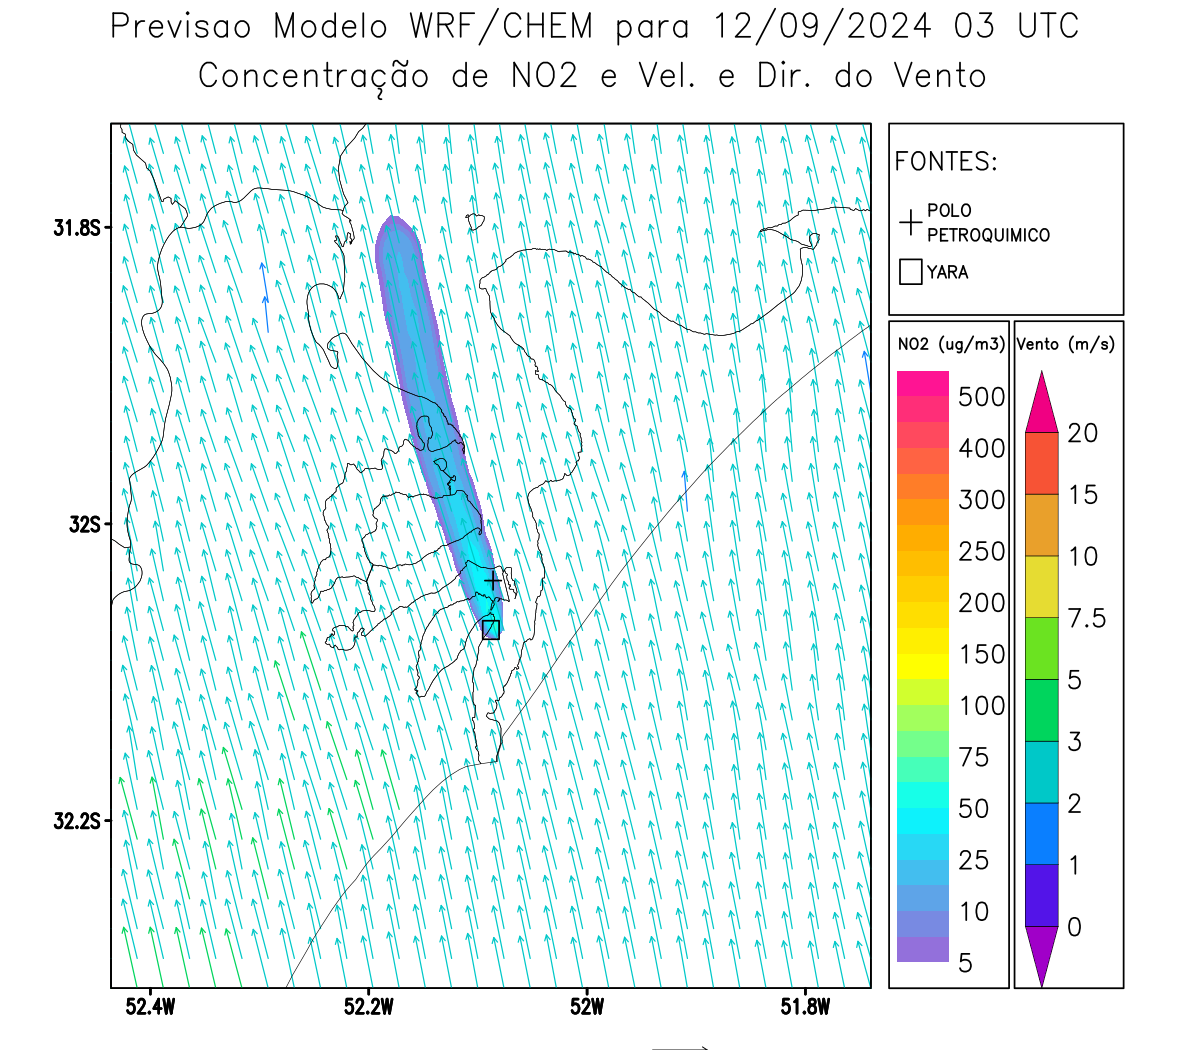 Previsao Modelo WRF/CHEM para 12/09/2024 03 UTC
Concentração de NO2 e Vel. e Dir. do Vento
FONTES:
POLO
PETROQUIMICO
YARA
NO2 (ug/m3)
500
400
300
250
200
150
100
75
50
25
10
5
Vento (m/s)
20
15
10
7.5
5
3
2
1
0
31.8S
32S
32.2S
52.4W
52.2W
52W
51.8W